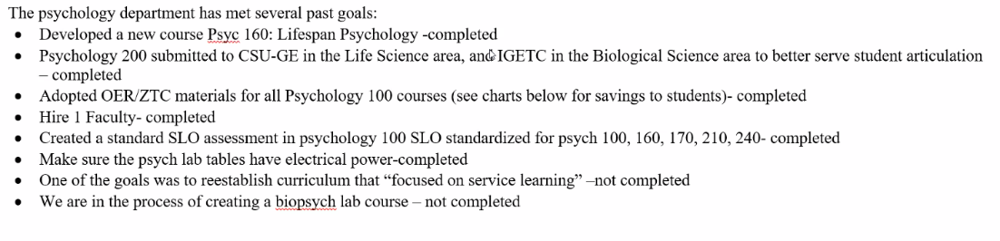 The psychology department has met several past goals:
• Developed a new course Psyc 160: Lifespan Psychology -completed
• Psychology 200 submitted to CSU-GE in the Life Science area, and IGETC in the Biological Science area to better serve student articulation
– completed
• Adopted OER/ZTC materials for all Psychology 100 courses (see charts below for savings to students)- completed
• Hire 1 Faculty- completed
• Created a standard SLO assessment in psychology 100 SLO standardized for psych 100, 160, 170, 210, 240- completed
• Make sure the psych lab tables have electrical power-completed
• One of the goals was to reestablish curriculum that “focused on service learning” –not completed
• We are in the process of creating a biopsych lab course – not completed